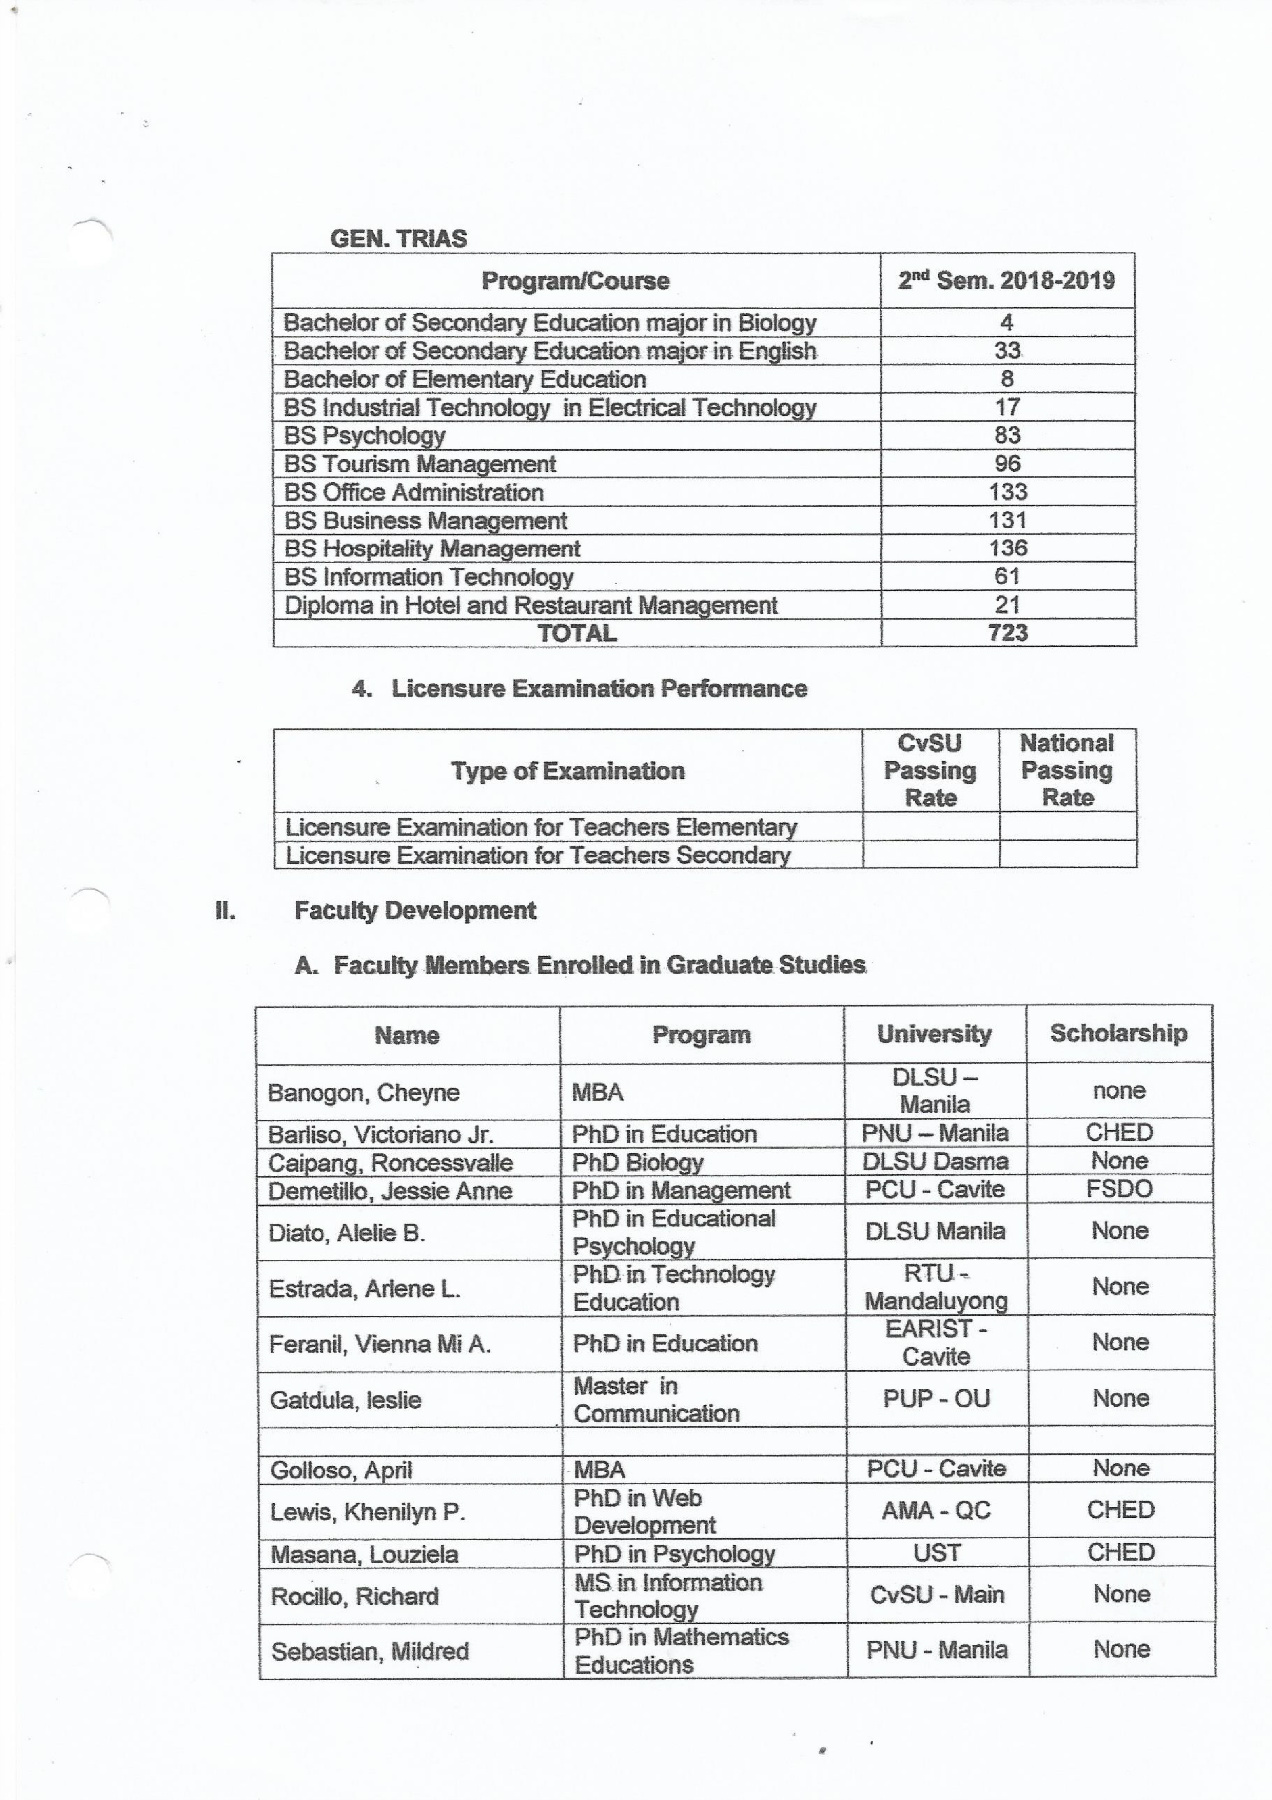 GEN. TRIAS
Program/Course 2nd Sem. 2018-2019
Bachelor of Secondary Education major in Biology 4
Bachelor of Secondary Education major in English 33
Bachelor of Elementary Education 8
BS Industrial Technology in Electrical Technology 17
BS Psychology 83
BS Tourism Management 96
BS Office Administration 133
BS Business Management 131
BS Hospitality Management 136
BS Information Technology 61
Diploma in Hotel and Restaurant Management 21
TOTAL 723
4. Licensure Examination Performance
Type of Examination
CvSU
Passing
Rate
National
Passing
Rate
Licensure Examination for Teachers Elementary
Licensure Examination for Teachers Secondary
II. Faculty Development
A. Faculty Members Enrolled in Graduate Studies
Name Program University Scholarship
Banogon, Cheyne MBA DLSU –
Manila none
Barliso, Victoriano Jr. PhD in Education PNU – Manila CHED
Caipang, Roncessvalle PhD Biology DLSU Dasma None
Demetillo, Jessie Anne PhD in Management PCU - Cavite FSDO
Diato, Alelie B. PhD in Educational
Psychology DLSU Manila None
Estrada, Arlene L. PhD in Technology
Education RTU -
Mandaluyong None
Feranil, Vienna Mi A. PhD in Education EARIST -
Cavite None
Gatdula, leslie Master in
Communication PUP - OU None
Golloso, April MBA PCU - Cavite None
Lewis, Khenilyn P. PhD in Web
Development AMA - QC CHED
Masana, Louziela PhD in Psychology UST CHED
Rocillo, Richard MS in Information
Technology CvSU - Main None
Sebastian, Mildred PhD in Mathematics
Educations PNU - Manila None